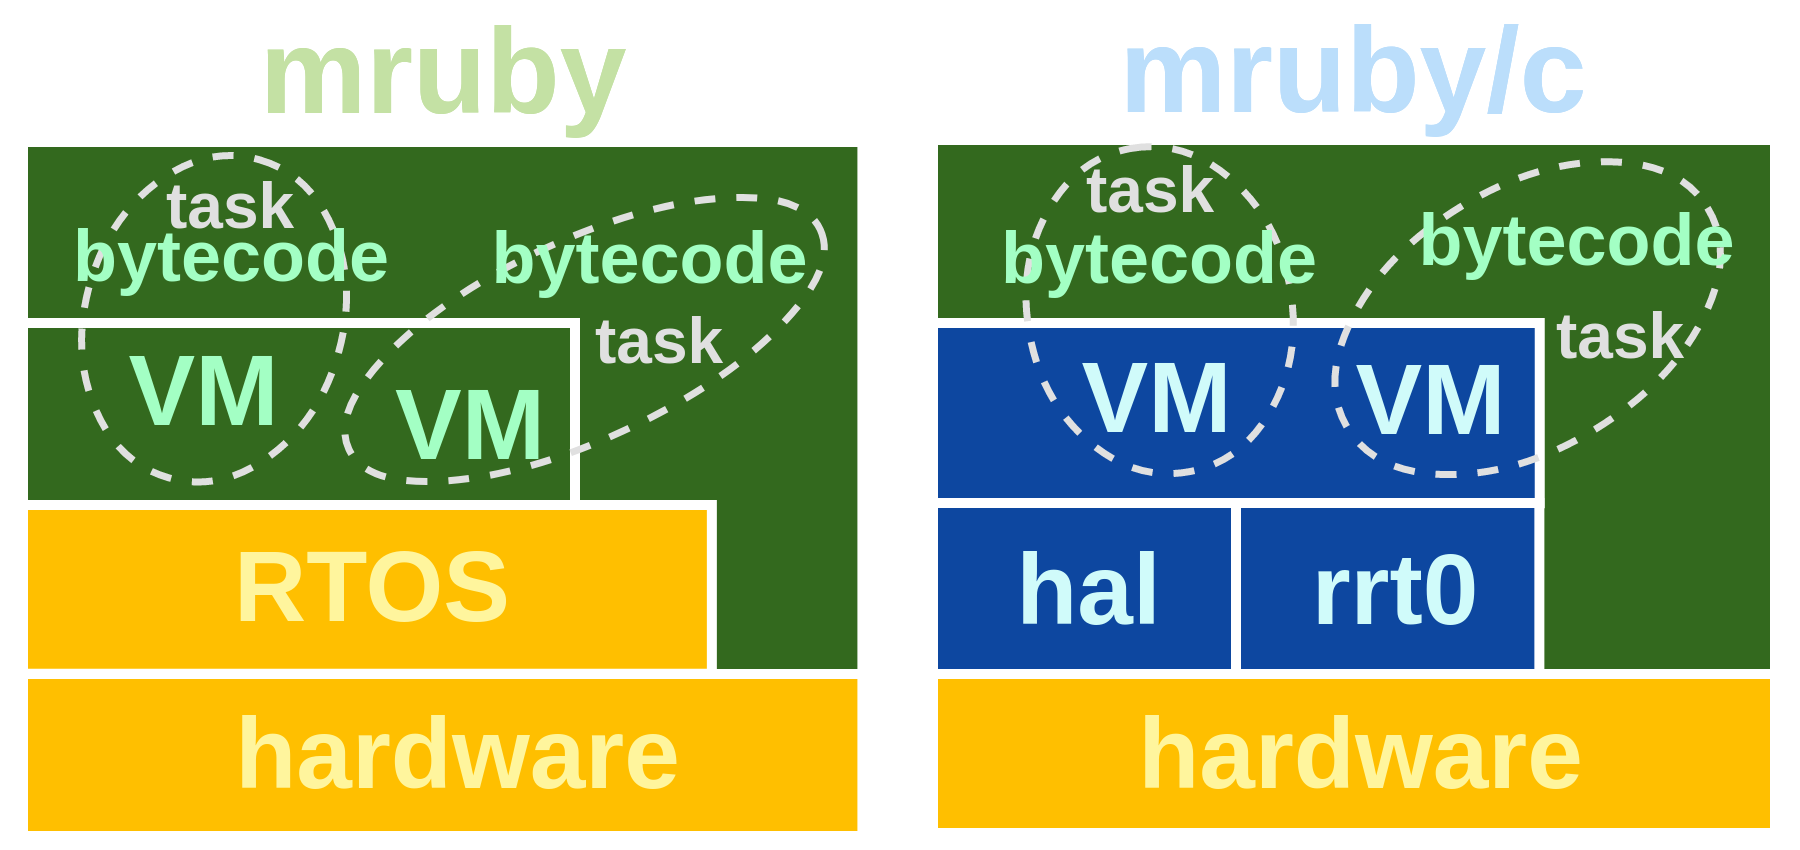 mruby
task
bytecode
bytecode
task
VM
VM
RTOS
hardware
mruby/c
task
bytecode
bytecode
task
VM
VM
hal
rrt0
hardware